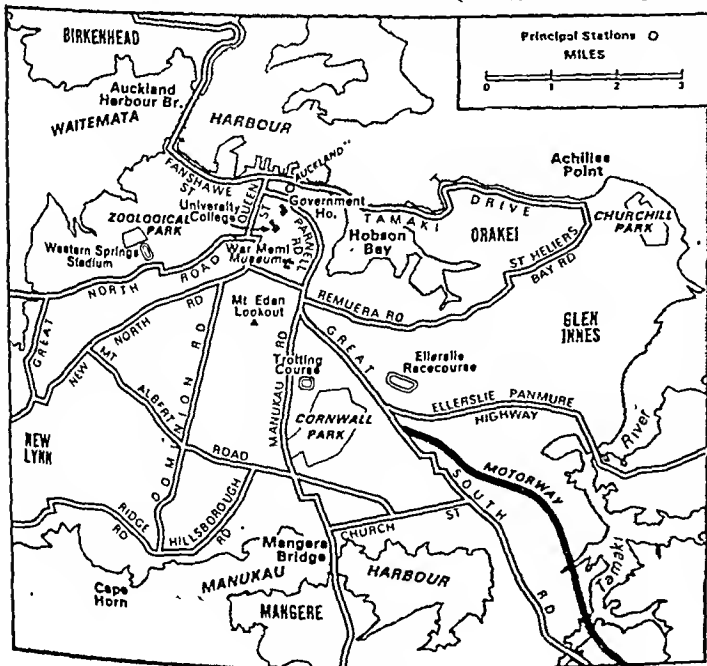 BIRKENHEAD
Principal Stations O
MILES
0 1 2 3
Auckland
Harbour Br.
WAITEMATA
HARBOUR
Achilles
Point
FANSHAWE
ST
AUCKLAND
University
College
QUEEN
ST
Government
Ho.
TAMAKI
DRIVE
ZOOLOGICAL
PARK
PARNELL
RD
Hobson
Bay
ORAKEI
CHURCHILL
PARK
Western Springs
Stadium
War Meml
Museum
ST HELIERS
BAY RD
GREAT
NORTH
ROAD
Mt Eden
Lookout
REMUERA RD
GLEN
INNES
NEW
NORTH
RD
GREAT
DOMINION RD
MANUKAU RD
Trotting
Course
Ellerslie
Racecourse
MT
ALBERT
ROAD
CORNWALL
PARK
ELLERSLIE PANMURE
HIGHWAY
River
NEW
LYNN
MOTORWAY
SOUTH
RD
RIDGE
RD
HILLSBOROUGH
RD
Mangera
Bridge
CHURCH
ST
Cape
Horn
MANUKAU
HARBOUR
MANGERE
Tamaki